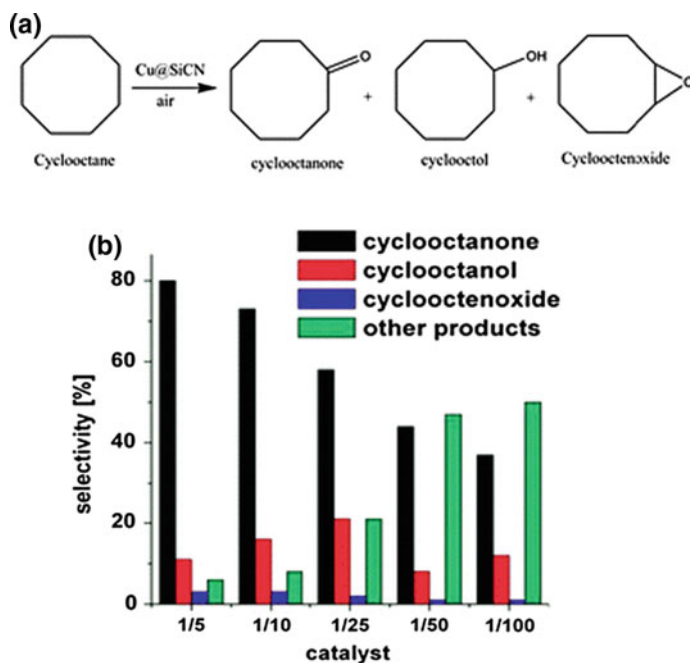 (a)
Cu@SiCN
air
O
OH
+
+
Cyclooctane
cyclooctanone
cyclooctol
Cyclooctenoxide
(b)
cyclooctanone
cyclooctanol
cyclooctenoxide
other products
selectivity [%]
80
60
40
20
0
1/5 1/10 1/25 1/50 1/100
catalyst